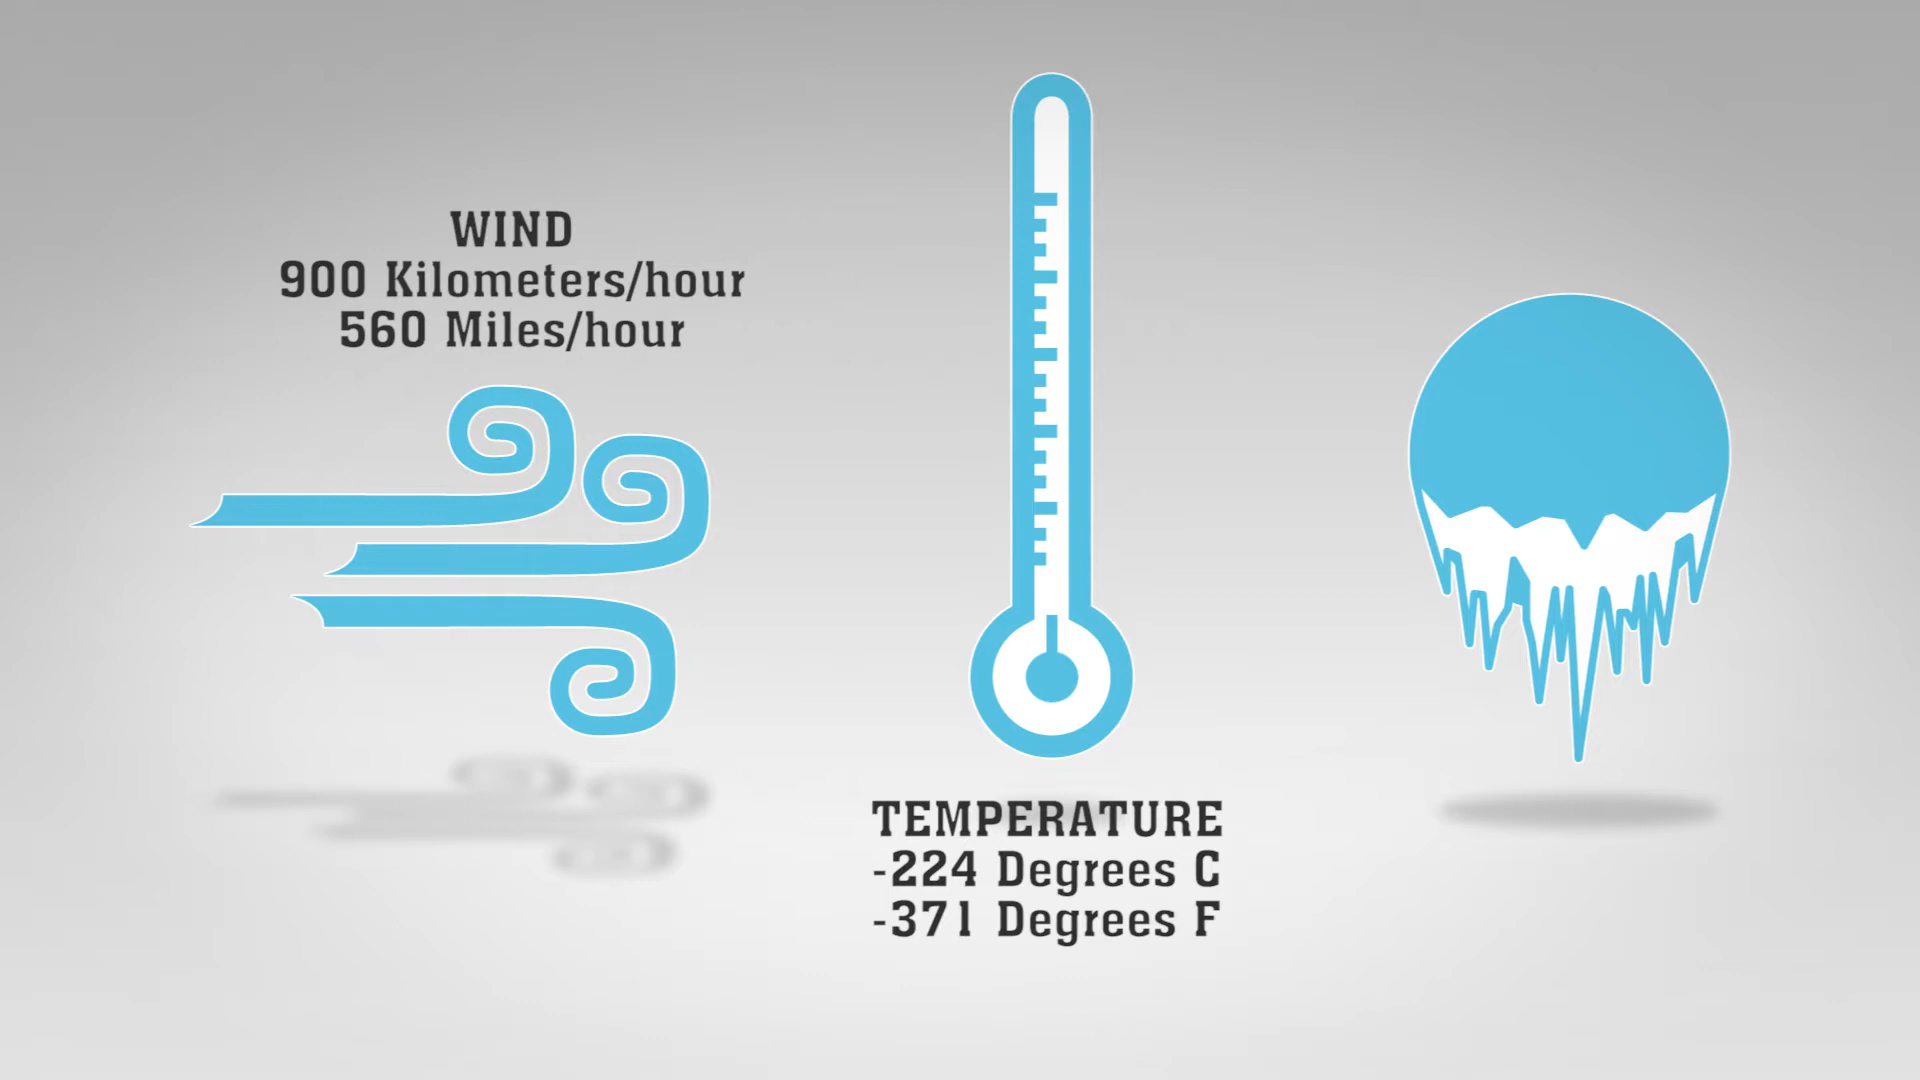 WIND
900 Kilometers/hour
560 Miles/hour
TEMPERATURE
-224 Degrees C
-371 Degrees F